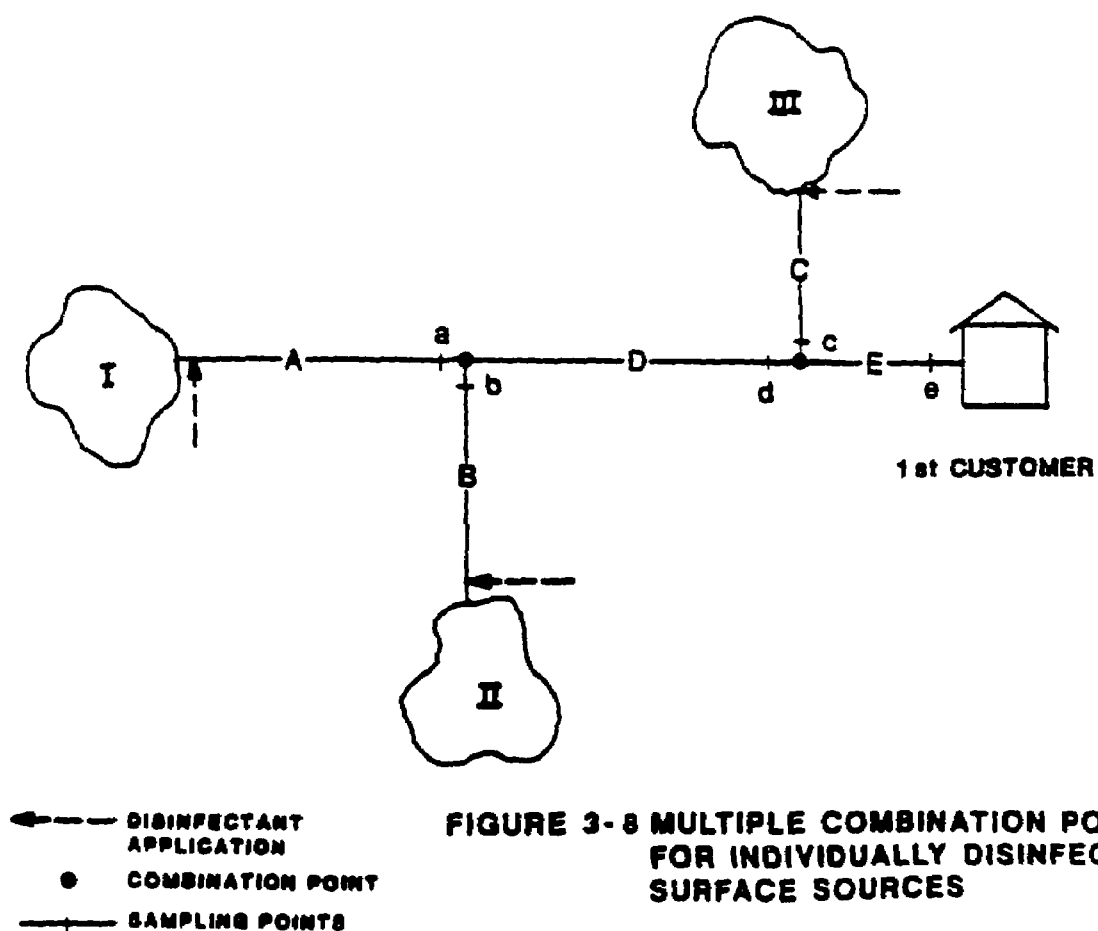 III
C
c
I
A
a
b
D
d
E
e
1st CUSTOMER
B
II
DISINFECTANT
APPLICATION
COMBINATION POINT
SAMPLING POINTS
FIGURE 3-8 MULTIPLE COMBINATION PO
FOR INDIVIDUALLY DISINFEC
SURFACE SOURCES